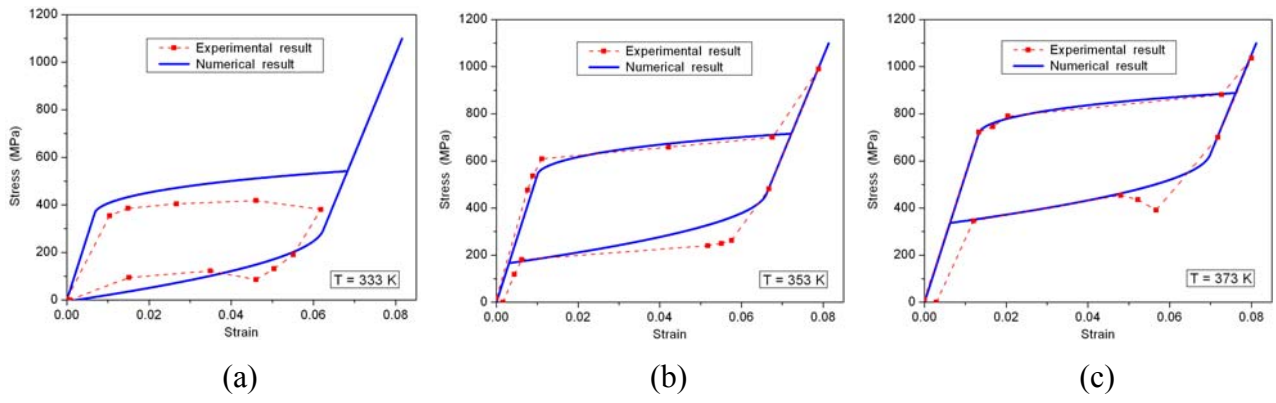 1200
1000
800
600
400
200
0
Stress (MPa)
Experimental result
Numerical result
T = 333 K
0.00 0.02 0.04 0.06 0.08
Strain
(a)
1200
1000
800
600
400
200
0
Stress (MPa)
Experimental result
Numerical result
T = 353 K
0.00 0.02 0.04 0.06 0.08
Strain
(b)
1200
1000
800
600
400
200
0
Stress (MPa)
Experimental result
Numerical result
T = 373 K
0.00 0.02 0.04 0.06 0.08
Strain
(c)